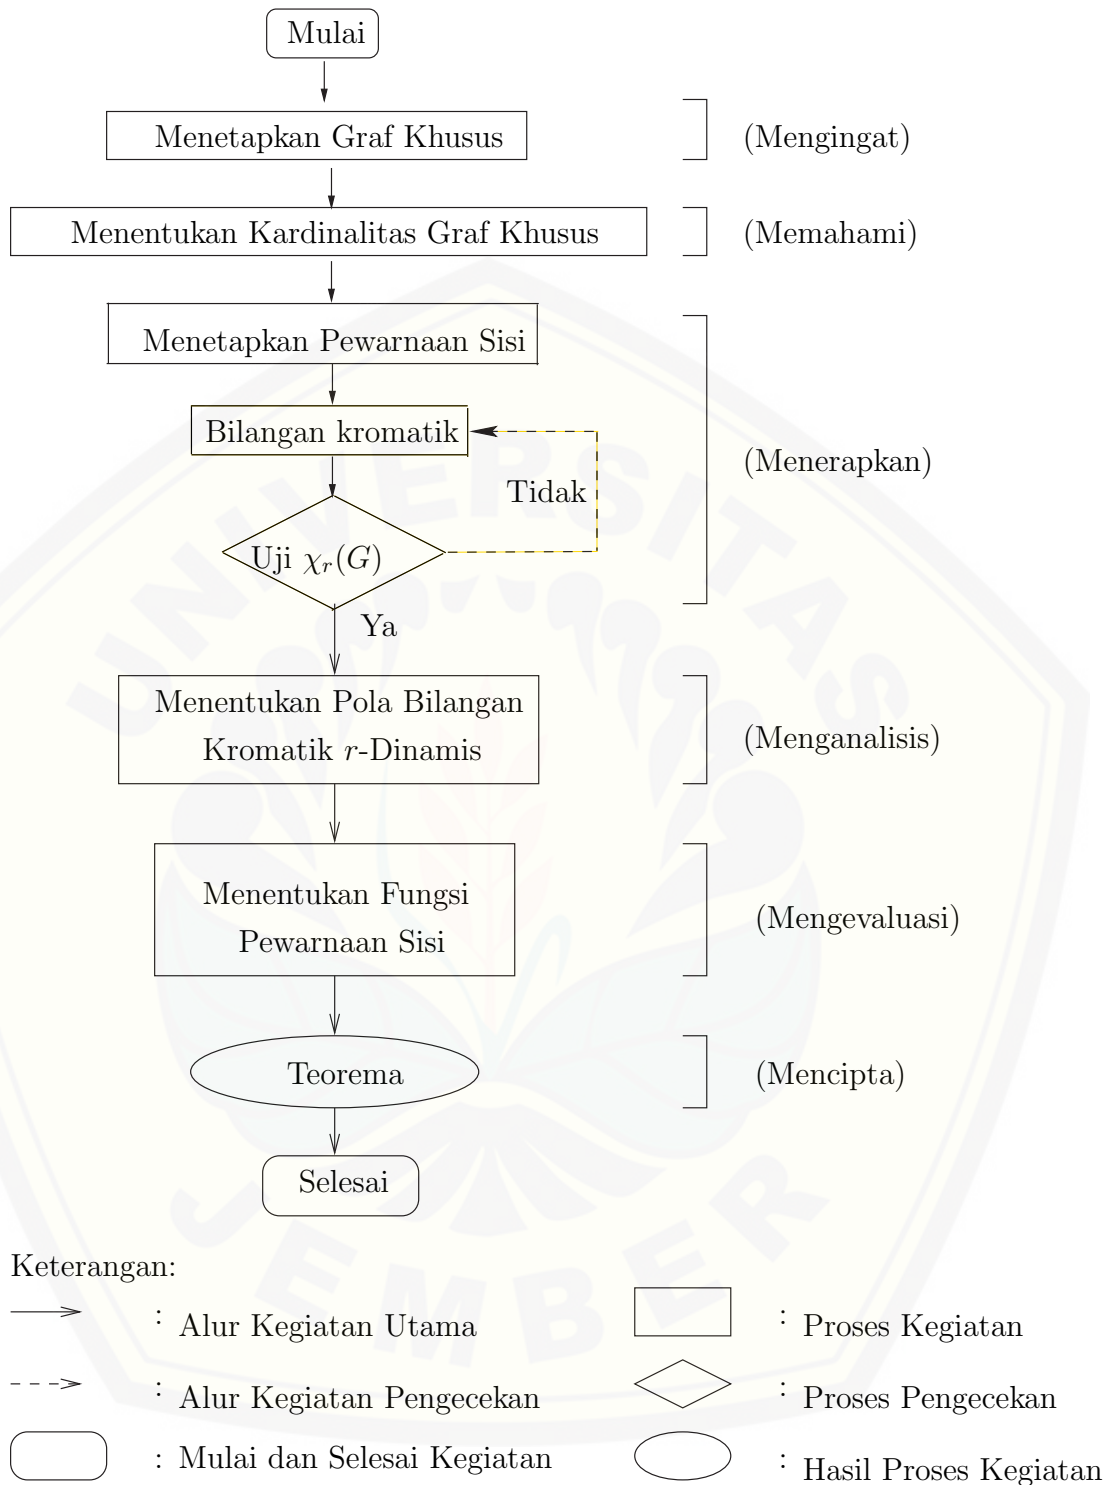 Mulai
Menetapkan Graf Khusus
(Mengingat)
Menentukan Kardinalitas Graf Khusus
(Memahami)
Menetapkan Pewarnaan Sisi
Bilangan kromatik
(Menerapkan)
Tidak
Uji χᵣ(G)
Ya
Menentukan Pola Bilangan
Kromatik r-Dinamis
(Menganalisis)
Menentukan Fungsi
Pewarnaan Sisi
(Mengevaluasi)
Teorema
(Mencipta)
Selesai
UNIVERSITAS
JEMBER
Keterangan:
: Alur Kegiatan Utama
: Proses Kegiatan
: Alur Kegiatan Pengecekan
: Proses Pengecekan
: Mulai dan Selesai Kegiatan
: Hasil Proses Kegiatan